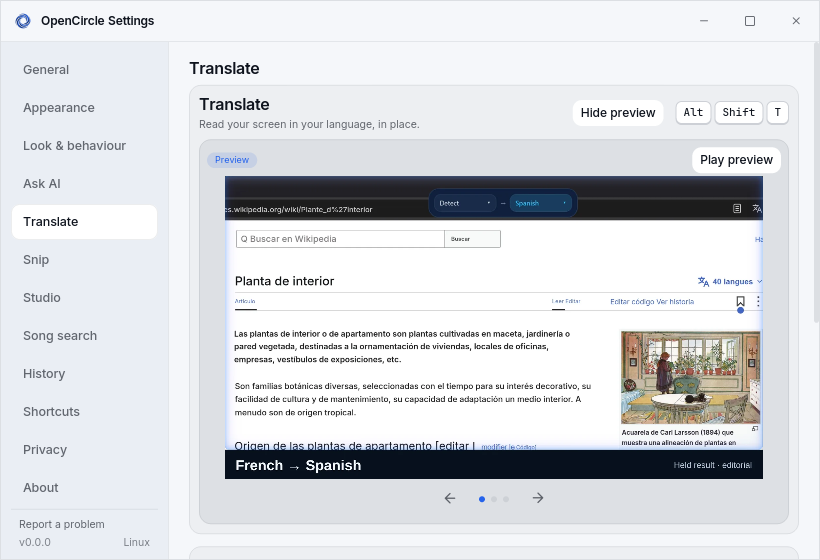 OpenCircle Settings
General
Appearance
Look & behaviour
Ask AI
Translate
Snip
Studio
Song search
History
Shortcuts
Privacy
About
Report a problem
v0.0.0 Linux
Translate
Translate
Read your screen in your language, in place.
Hide preview
Alt Shift T
Preview
Play preview
Detect → Spanish
es.wikipedia.org/wiki/Plante_d%27interior
Q Buscar en Wikipedia Buscar
Planta de interior
40 langues
Artículo Leer Editar Editar código Ver historia
Las plantas de interior o de apartamento son plantas cultivadas en maceta, jardinería o
pared vegetada, destinadas a la ornamentación de viviendas, locales de oficinas,
empresas, vestíbulos de exposiciones, etc.
Son familias botánicas diversas, seleccionadas con el tiempo para su interés decorativo, su
facilidad de cultura y de mantenimiento, su capacidad de adaptación un medio interior. A
menudo son de origen tropical.
Acuarela de Carl Larsson (1894) que
muestra una alineación de plantas en
Origen de las plantas de apartamento [editar | modifier le Código]
French → Spanish
Held result · editorial